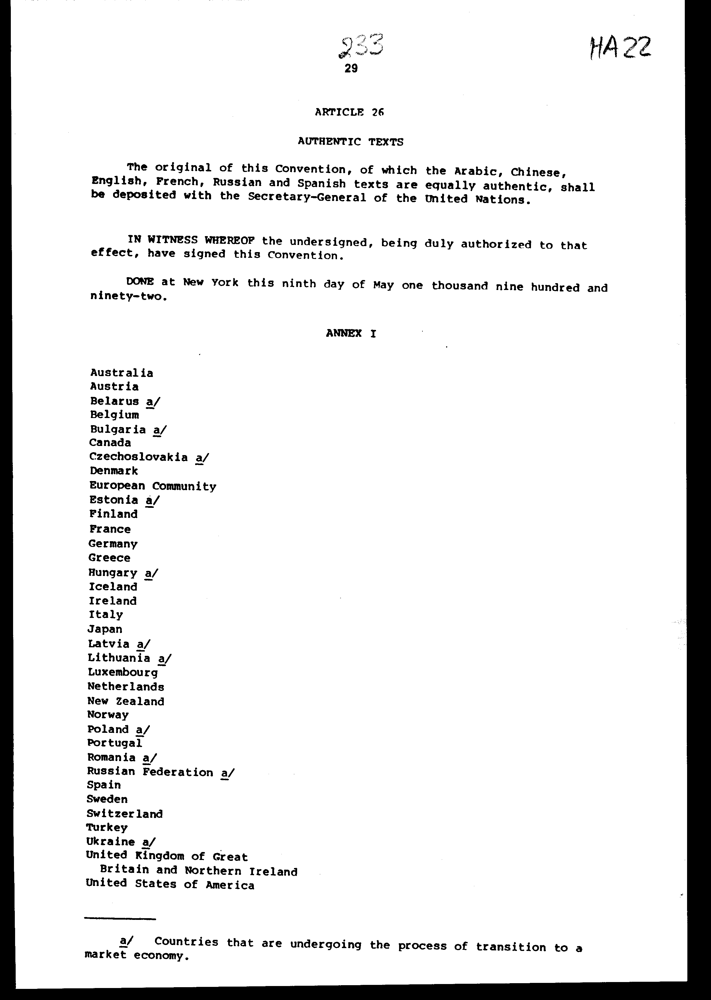 233
HA22
29
ARTICLE 26
AUTHENTIC TEXTS
The original of this Convention, of which the Arabic, Chinese,
English, French, Russian and Spanish texts are equally authentic, shall
be deposited with the Secretary-General of the United Nations.
IN WITNESS WHEREOF the undersigned, being duly authorized to that
effect, have signed this Convention.
DONE at New York this ninth day of May one thousand nine hundred and
ninety-two.
ANNEX I
Australia
Austria
Belarus a/
Belgium
Bulgaria a/
Canada
Czechoslovakia a/
Denmark
European Community
Estonia a/
Finland
France
Germany
Greece
Hungary a/
Iceland
Ireland
Italy
Japan
Latvia a/
Lithuania a/
Luxembourg
Netherlands
New Zealand
Norway
Poland a/
Portugal
Romania a/
Russian Federation a/
Spain
Sweden
Switzerland
Turkey
Ukraine a/
United Kingdom of Great
Britain and Northern Ireland
United States of America
a/ Countries that are undergoing the process of transition to a
market economy.